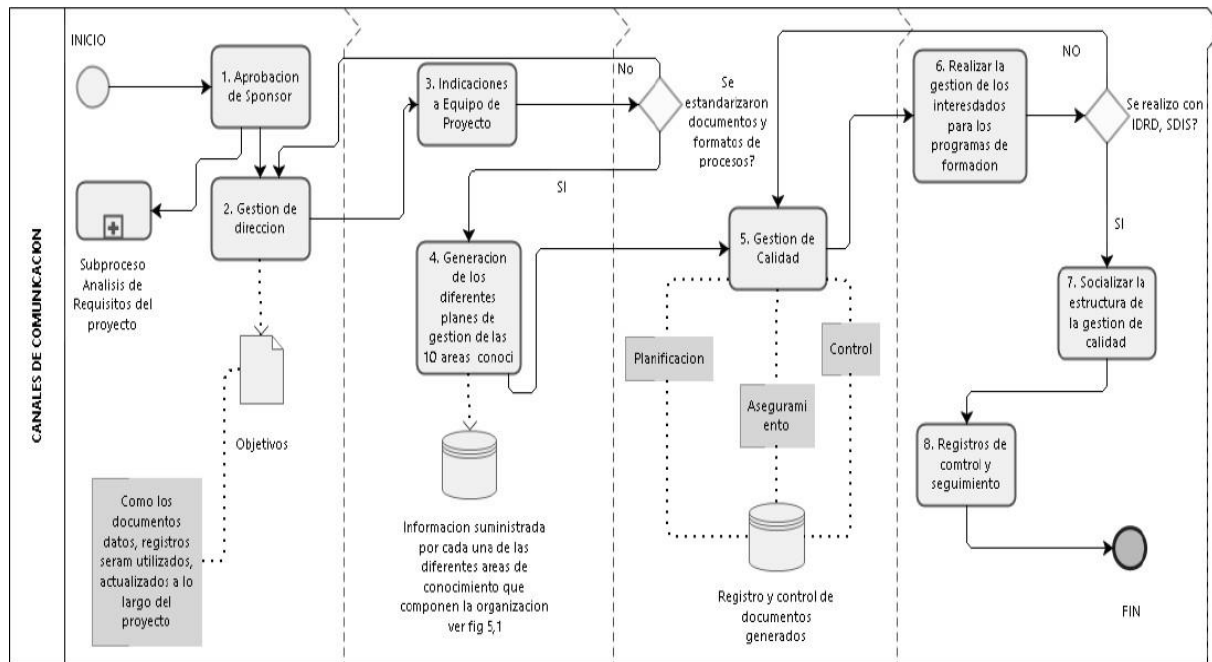 CANALES DE COMUNICACION
INICIO
1. Aprobacion
de Sponsor
Subproceso
Analisis de
Requisitos del
proyecto
2. Gestion de
direccion
Objetivos
Como los
documentos
datos, registros
seram utilizados,
actualizados a lo
largo del
proyecto
3. Indicaciones
a Equipo de
Proyecto
No
Se
estandarizaron
documentos y
formatos de
procesos?
SI
4. Generacion
de los
diferentes
planes de
gestion de las
10 areas conoci
Informacion suministrada
por cada una de las
diferentes areas de
conocimiento que
componen la organizacion
ver fig 5,1
5. Gestion de
Calidad
Planificacion
Asegurami
ento
Control
Registro y control de
documentos
generados
6. Realizar la
gestion de los
interesdados
para los
programas de
formacion
NO
Se realizo con
IDRD, SDIS?
SI
7. Socializar la
estructura de
la gestion de
calidad
8. Registros de
comtrol y
seguimiento
FIN